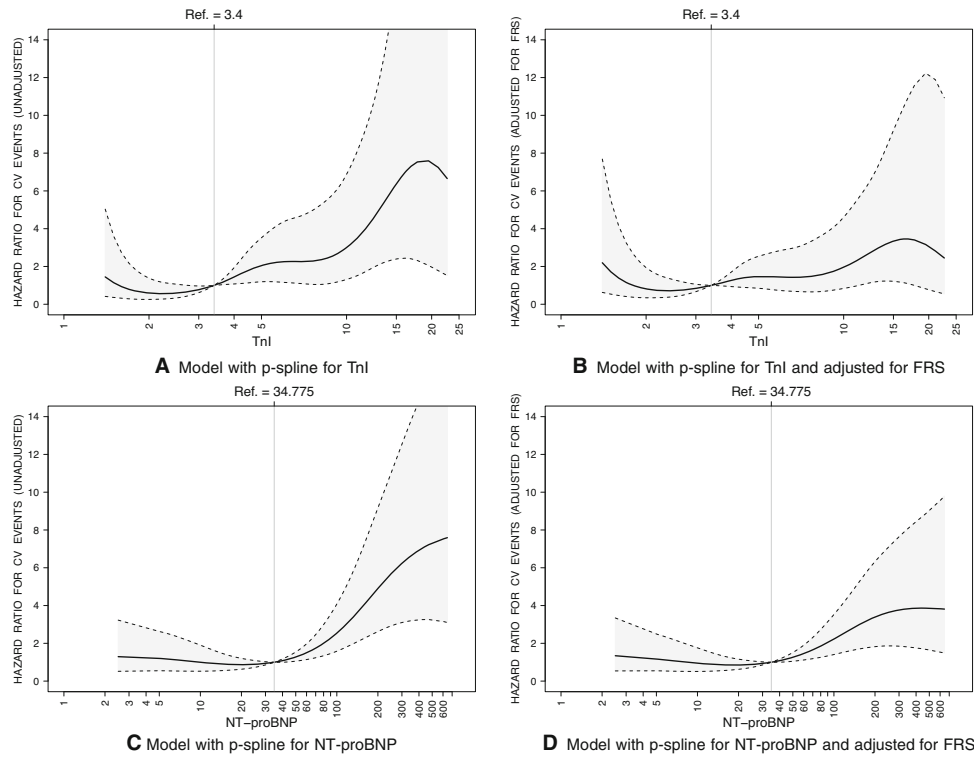 Ref. = 3.4
HAZARD RATIO FOR CV EVENTS (UNADJUSTED)
14
12
10
8
6
4
2
0
1 2 3 4 5 10 15 20 25
TnI
A Model with p-spline for TnI
Ref. = 3.4
HAZARD RATIO FOR CV EVENTS (ADJUSTED FOR FRS)
14
12
10
8
6
4
2
0
1 2 3 4 5 10 15 20 25
TnI
B Model with p-spline for TnI and adjusted for FRS
Ref. = 34.775
HAZARD RATIO FOR CV EVENTS (UNADJUSTED)
14
12
10
8
6
4
2
0
1 2 3 4 5 10 20 30 40 50 60 80 100 200 300 400 600
NT-proBNP
C Model with p-spline for NT-proBNP
Ref. = 34.775
HAZARD RATIO FOR CV EVENTS (ADJUSTED FOR FRS)
14
12
10
8
6
4
2
0
1 2 3 4 5 10 20 30 40 50 60 80 100 200 300 400 600
NT-proBNP
D Model with p-spline for NT-proBNP and adjusted for FRS